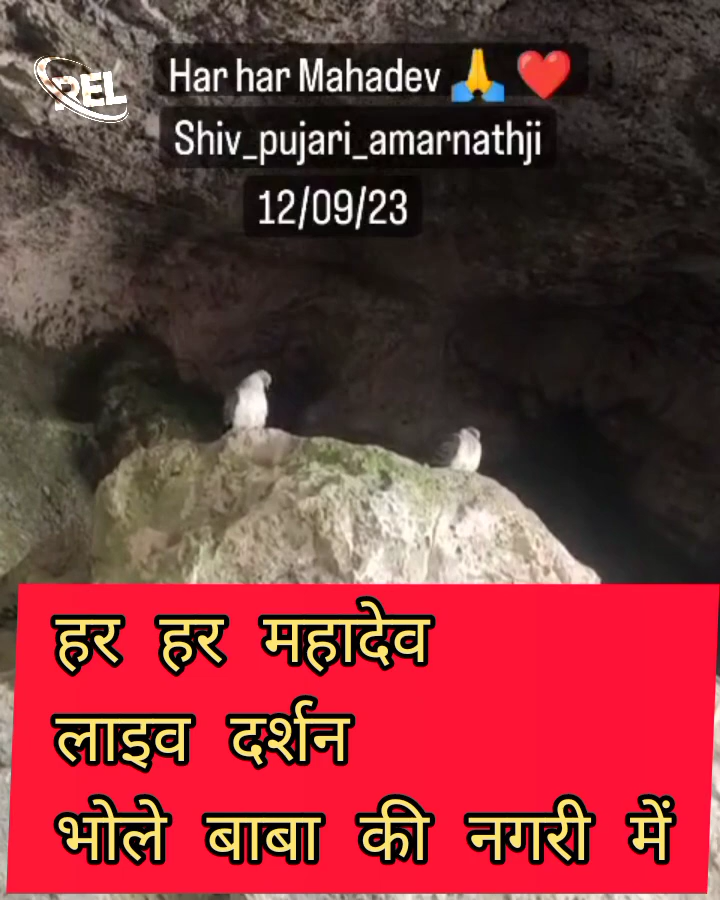 REL
Har har Mahadev 🙏 ❤️
Shiv_pujari_amarnathji
12/09/23
हर हर महादेव
लाइव दर्शन
भोले बाबा की नगरी में